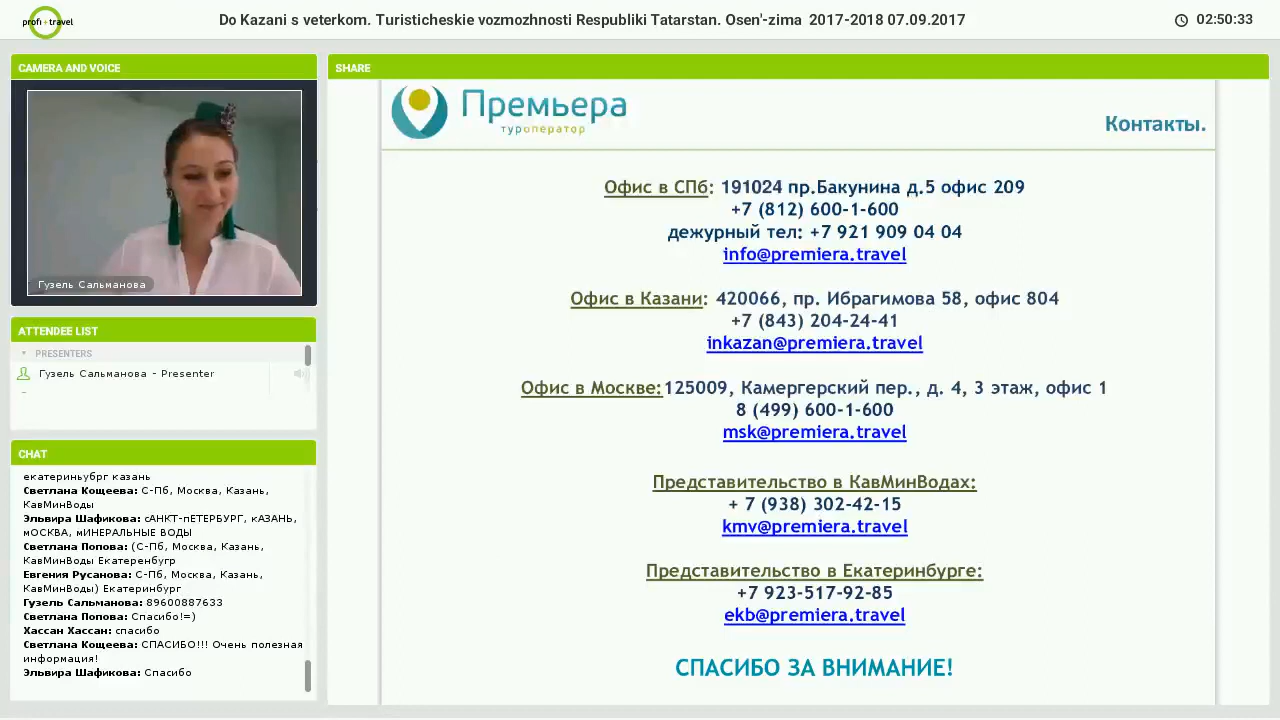 profi+travel
Do Kazani s veterkom. Turisticheskie vozmozhnosti Respubliki Tatarstan. Osen'-zima 2017-2018 07.09.2017
02:50:33
CAMERA AND VOICE
Гузель Сальманова
ATTENDEE LIST
PRESENTERS
Гузель Сальманова - Presenter
CHAT
екатериньубрг казань
Светлана Кощеева: С-Пб, Москва, Казань,
КавМинВоды
Эльвира Шафикова: сАНКТ-пЕТЕРБУРГ, кАЗАНЬ,
мОСКВА, мИНЕРАЛЬНЫЕ ВОДЫ
Светлана Попова: (С-Пб, Москва, Казань,
КавМинВоды Екатеренбугр
Евгения Русанова: С-Пб, Москва, Казань,
КавМинВоды) Екатеринбург
Гузель Сальманова: 89600887633
Светлана Попова: Спасибо!=)
Хассан Хассан: спасибо
Светлана Кощеева: СПАСИБО!!! Очень полезная
информация!
Эльвира Шафикова: Спасибо
SHARE
Премьера
туроператор
Контакты.
Офис в СПб: 191024 пр.Бакунина д.5 офис 209
+7 (812) 600-1-600
дежурный тел: +7 921 909 04 04
info@premiera.travel
Офис в Казани: 420066, пр. Ибрагимова 58, офис 804
+7 (843) 204-24-41
inkazan@premiera.travel
Офис в Москве:125009, Камергерский пер., д. 4, 3 этаж, офис 1
8 (499) 600-1-600
msk@premiera.travel
Представительство в КавМинВодах:
+ 7 (938) 302-42-15
kmv@premiera.travel
Представительство в Екатеринбурге:
+7 923-517-92-85
ekb@premiera.travel
СПАСИБО ЗА ВНИМАНИЕ!